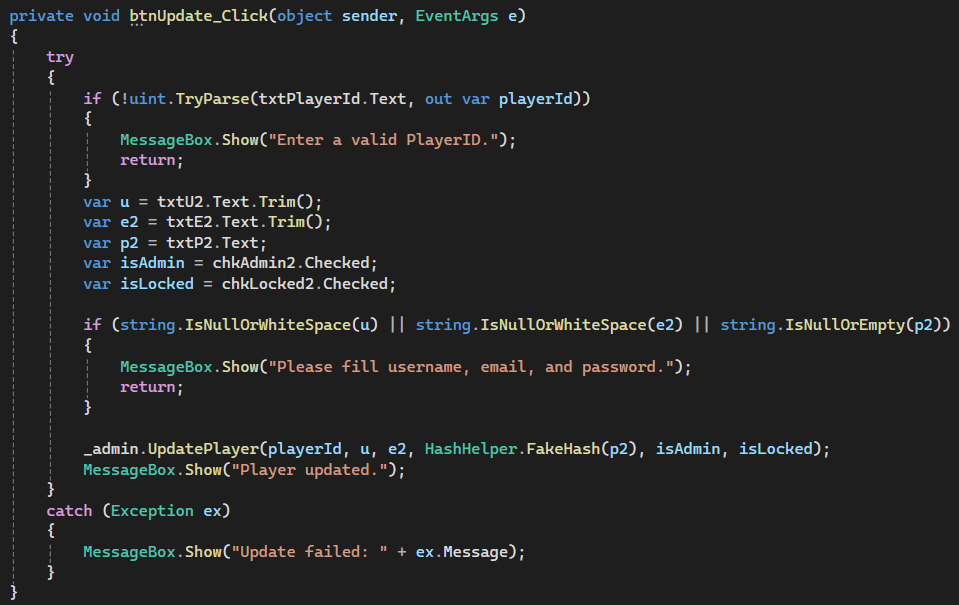 private void btnUpdate_Click(object sender, EventArgs e)
{
    try
    {
        if (!uint.TryParse(txtPlayerId.Text, out var playerId))
        {
            MessageBox.Show("Enter a valid PlayerID.");
            return;
        }
        var u = txtU2.Text.Trim();
        var e2 = txtE2.Text.Trim();
        var p2 = txtP2.Text;
        var isAdmin = chkAdmin2.Checked;
        var isLocked = chkLocked2.Checked;

        if (string.IsNullOrWhiteSpace(u) || string.IsNullOrWhiteSpace(e2) || string.IsNullOrEmpty(p2))
        {
            MessageBox.Show("Please fill username, email, and password.");
            return;
        }

        _admin.UpdatePlayer(playerId, u, e2, HashHelper.FakeHash(p2), isAdmin, isLocked);
        MessageBox.Show("Player updated.");
    }
    catch (Exception ex)
    {
        MessageBox.Show("Update failed: " + ex.Message);
    }
}